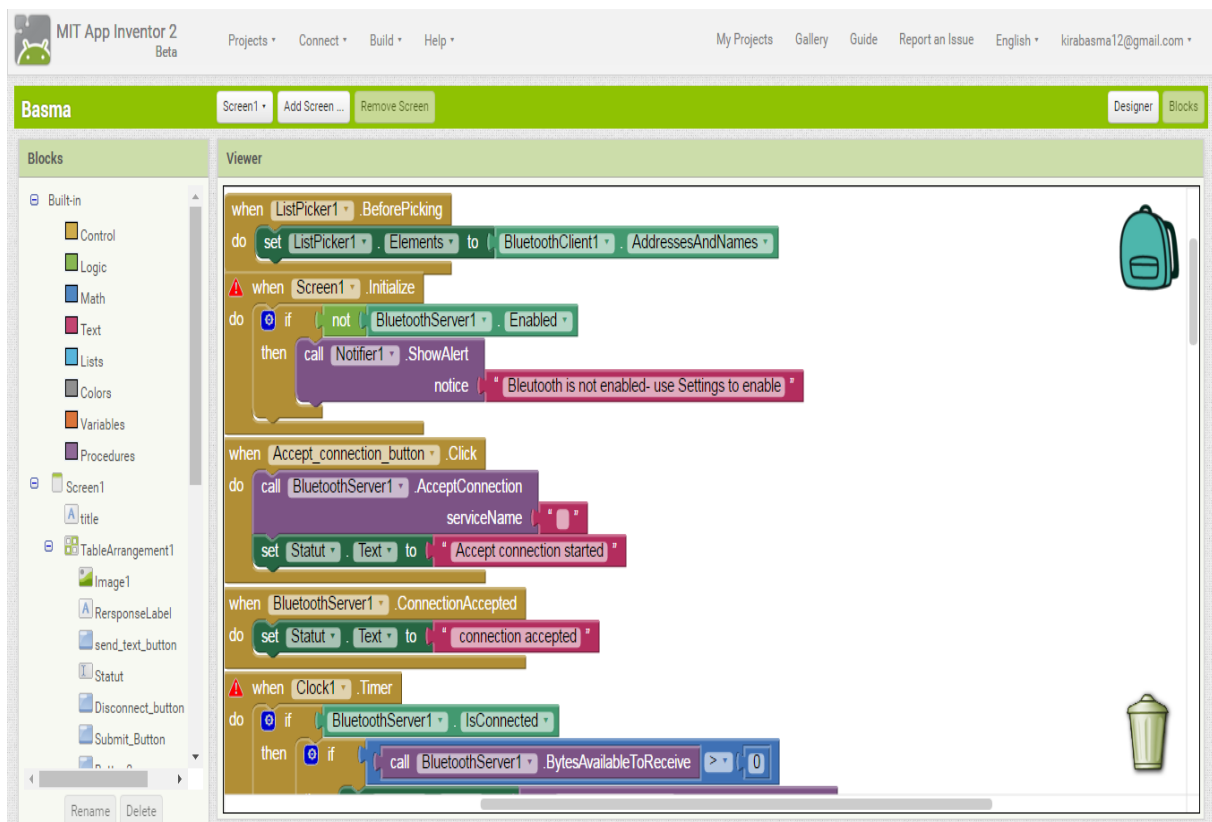 MIT App Inventor 2
Beta
Projects Connect Build Help
My Projects Gallery Guide Report an Issue English kirabasma12@gmail.com
Basma
Screen1 Add Screen ... Remove Screen
Designer Blocks
Blocks
Built-in
Control
Logic
Math
Text
Lists
Colors
Variables
Procedures
Screen1
title
TableArrangement1
Image1
RersponseLabel
send_text_button
Statut
Disconnect_button
Submit_Button
Rename Delete
Viewer
when ListPicker1 .BeforePicking
do set ListPicker1 . Elements to BluetoothClient1 . AddressesAndNames
when Screen1 .Initialize
do if not BluetoothServer1 . Enabled
then call Notifier1 .ShowAlert
notice " Bleutooth is not enabled- use Settings to enable "
when Accept_connection_button .Click
do call BluetoothServer1 .AcceptConnection
serviceName " "
set Statut . Text to " Accept connection started "
when BluetoothServer1 .ConnectionAccepted
do set Statut . Text to " connection accepted "
when Clock1 .Timer
do if BluetoothServer1 . IsConnected
then if call BluetoothServer1 .BytesAvailableToReceive > 0